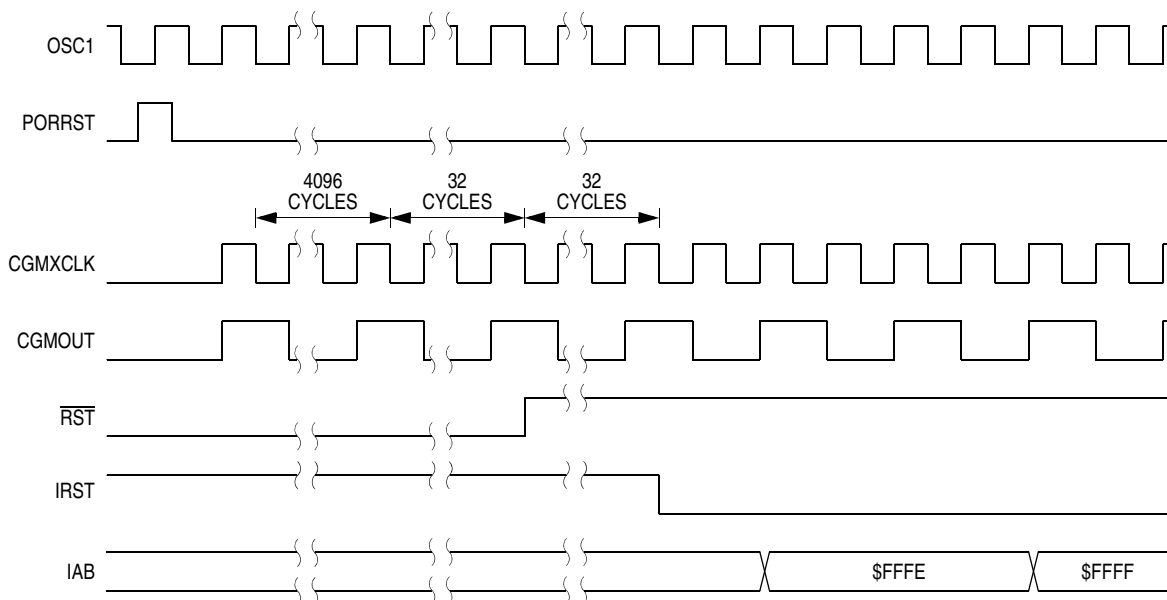 OSC1
PORRST
4096
CYCLES
32
CYCLES
32
CYCLES
CGMXCLK
CGMOUT
RST
IRST
IAB
$FFFE
$FFFF